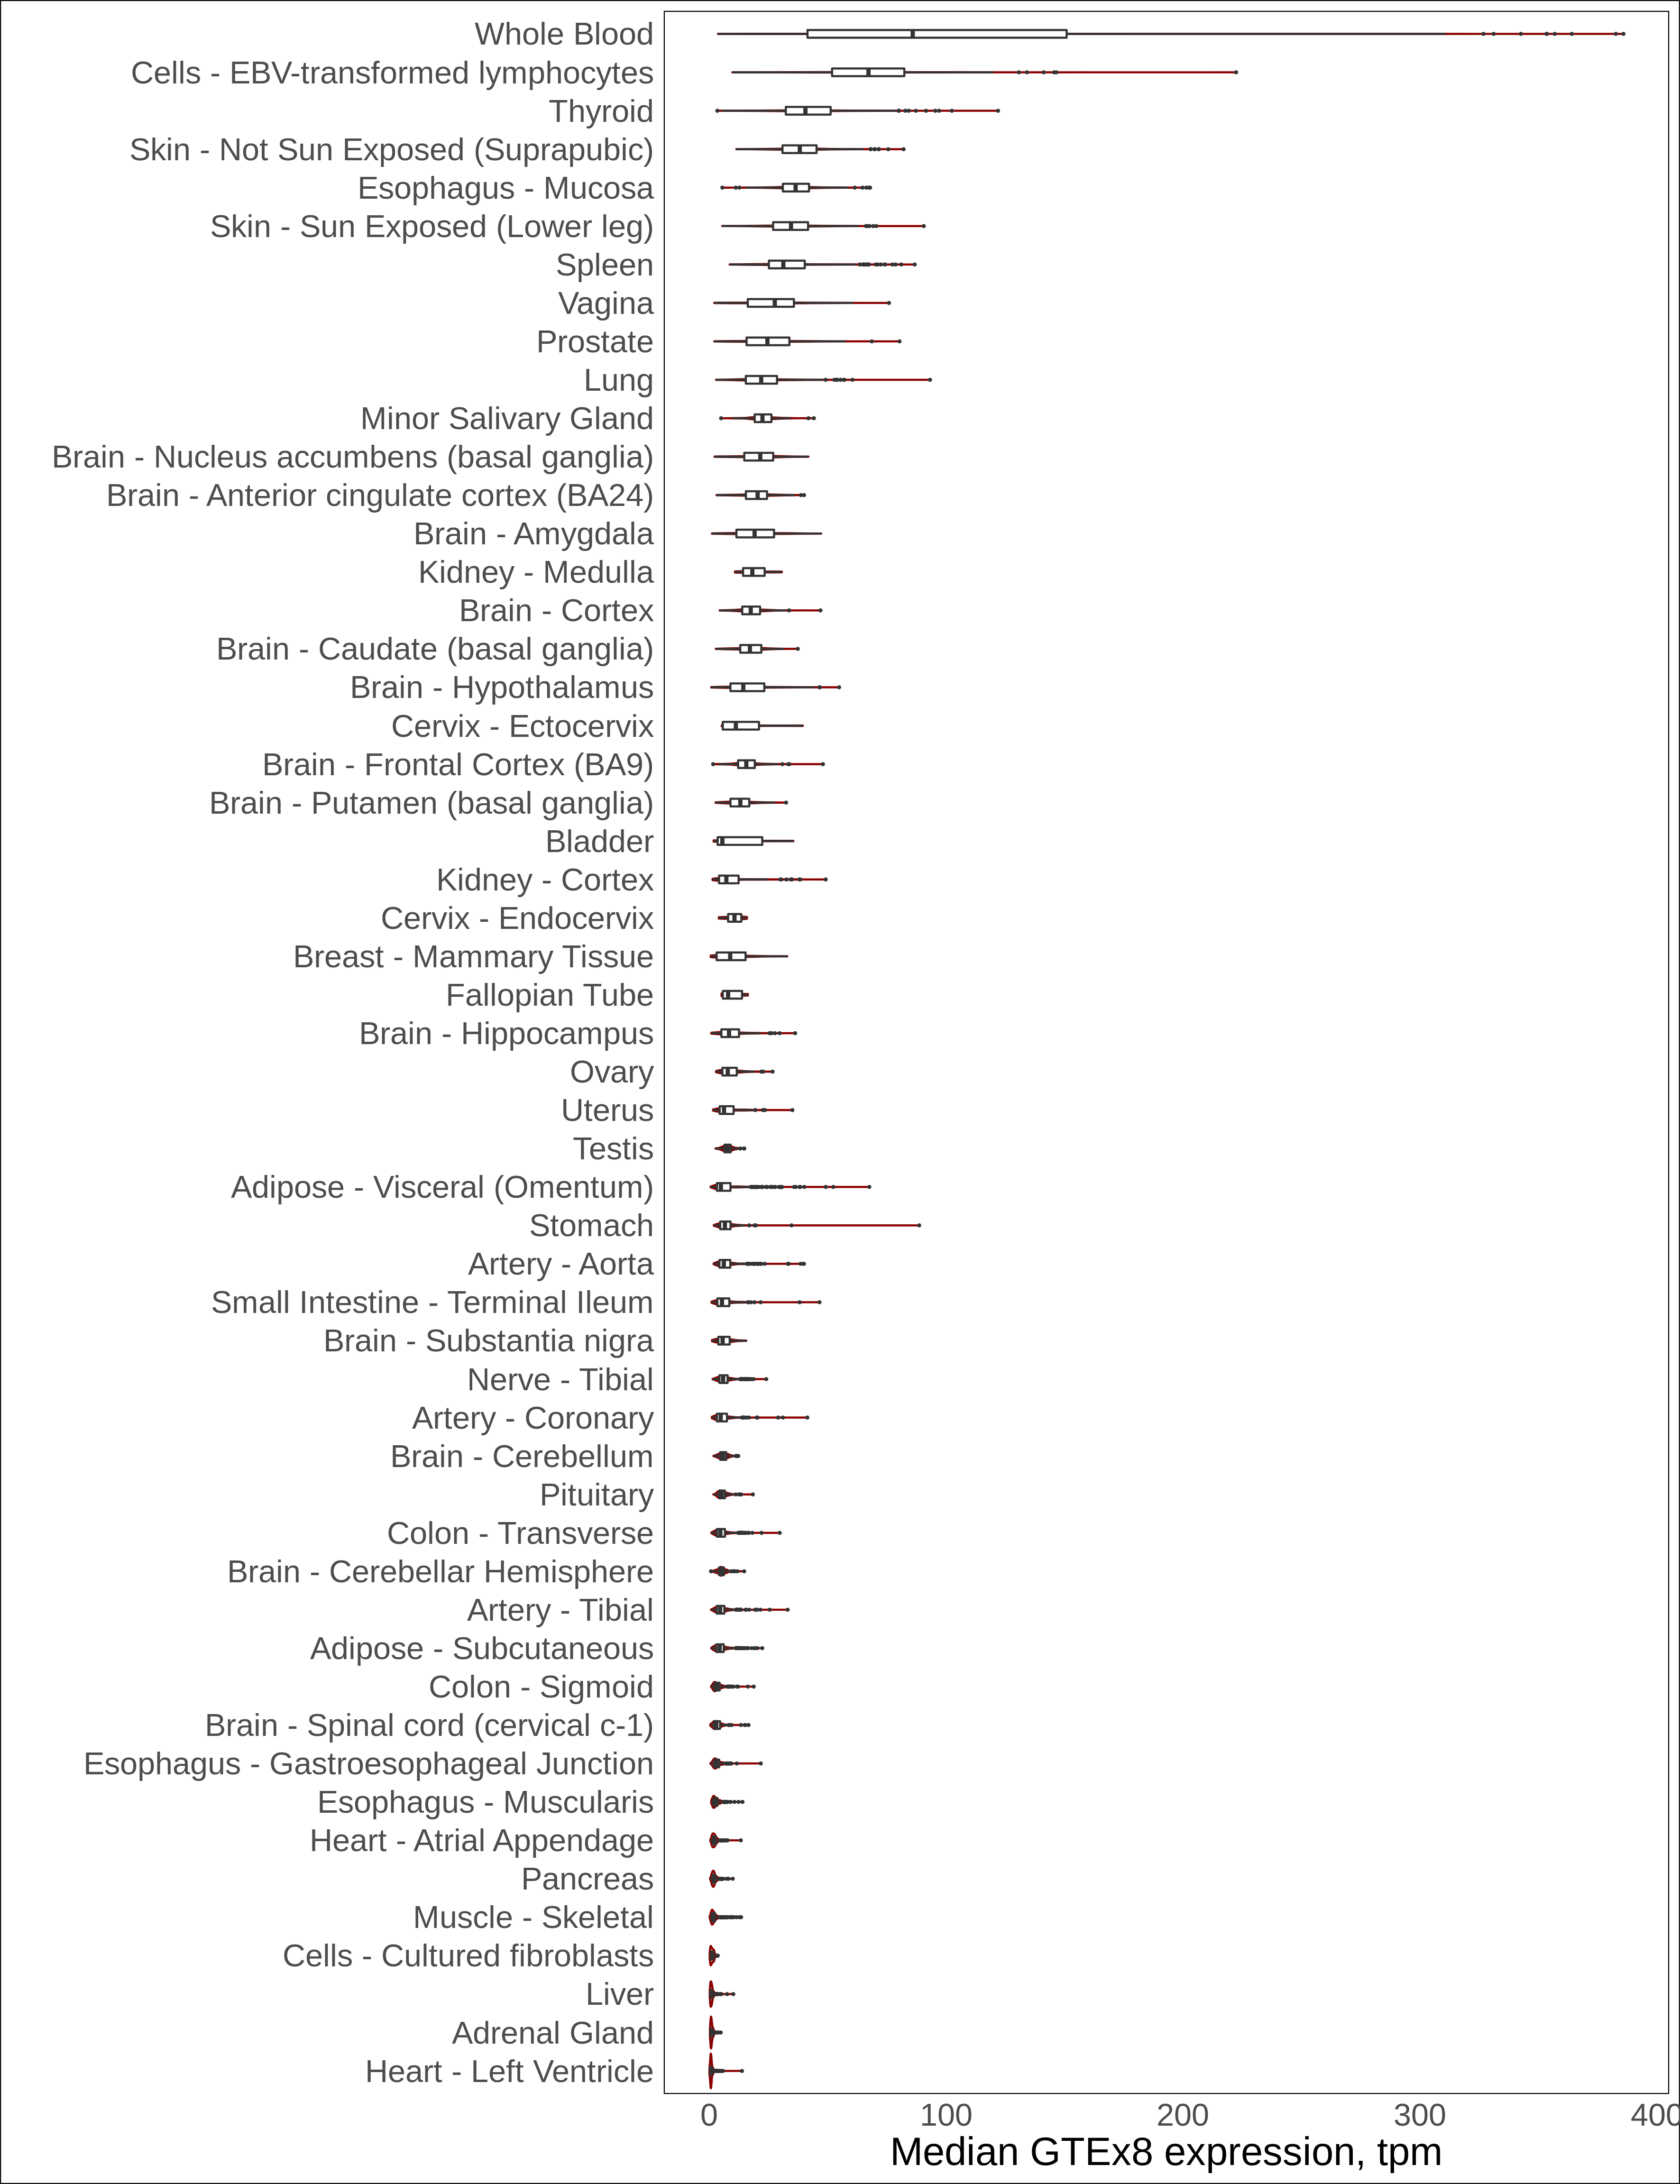 Whole Blood
Cells - EBV-transformed lymphocytes
Thyroid
Skin - Not Sun Exposed (Suprapubic)
Esophagus - Mucosa
Skin - Sun Exposed (Lower leg)
Spleen
Vagina
Prostate
Lung
Minor Salivary Gland
Brain - Nucleus accumbens (basal ganglia)
Brain - Anterior cingulate cortex (BA24)
Brain - Amygdala
Kidney - Medulla
Brain - Cortex
Brain - Caudate (basal ganglia)
Brain - Hypothalamus
Cervix - Ectocervix
Brain - Frontal Cortex (BA9)
Brain - Putamen (basal ganglia)
Bladder
Kidney - Cortex
Cervix - Endocervix
Breast - Mammary Tissue
Fallopian Tube
Brain - Hippocampus
Ovary
Uterus
Testis
Adipose - Visceral (Omentum)
Stomach
Artery - Aorta
Small Intestine - Terminal Ileum
Brain - Substantia nigra
Nerve - Tibial
Artery - Coronary
Brain - Cerebellum
Pituitary
Colon - Transverse
Brain - Cerebellar Hemisphere
Artery - Tibial
Adipose - Subcutaneous
Colon - Sigmoid
Brain - Spinal cord (cervical c-1)
Esophagus - Gastroesophageal Junction
Esophagus - Muscularis
Heart - Atrial Appendage
Pancreas
Muscle - Skeletal
Cells - Cultured fibroblasts
Liver
Adrenal Gland
Heart - Left Ventricle
0 100 200 300 400
Median GTEx8 expression, tpm